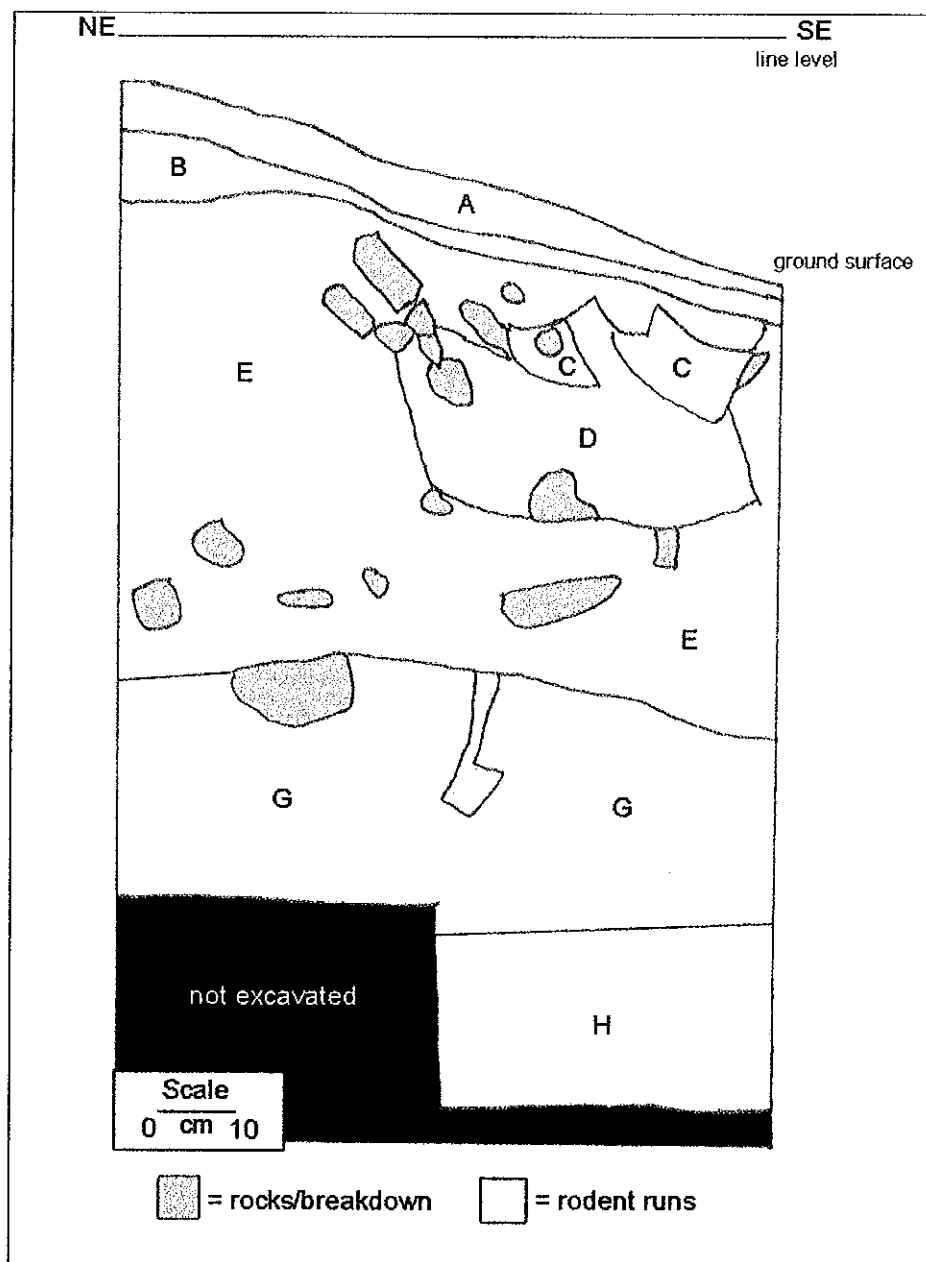 NE SE
line level
B
A
ground surface
E
C
C
D
E
G
G
not excavated
H
Scale
0 cm 10
= rocks/breakdown = rodent runs